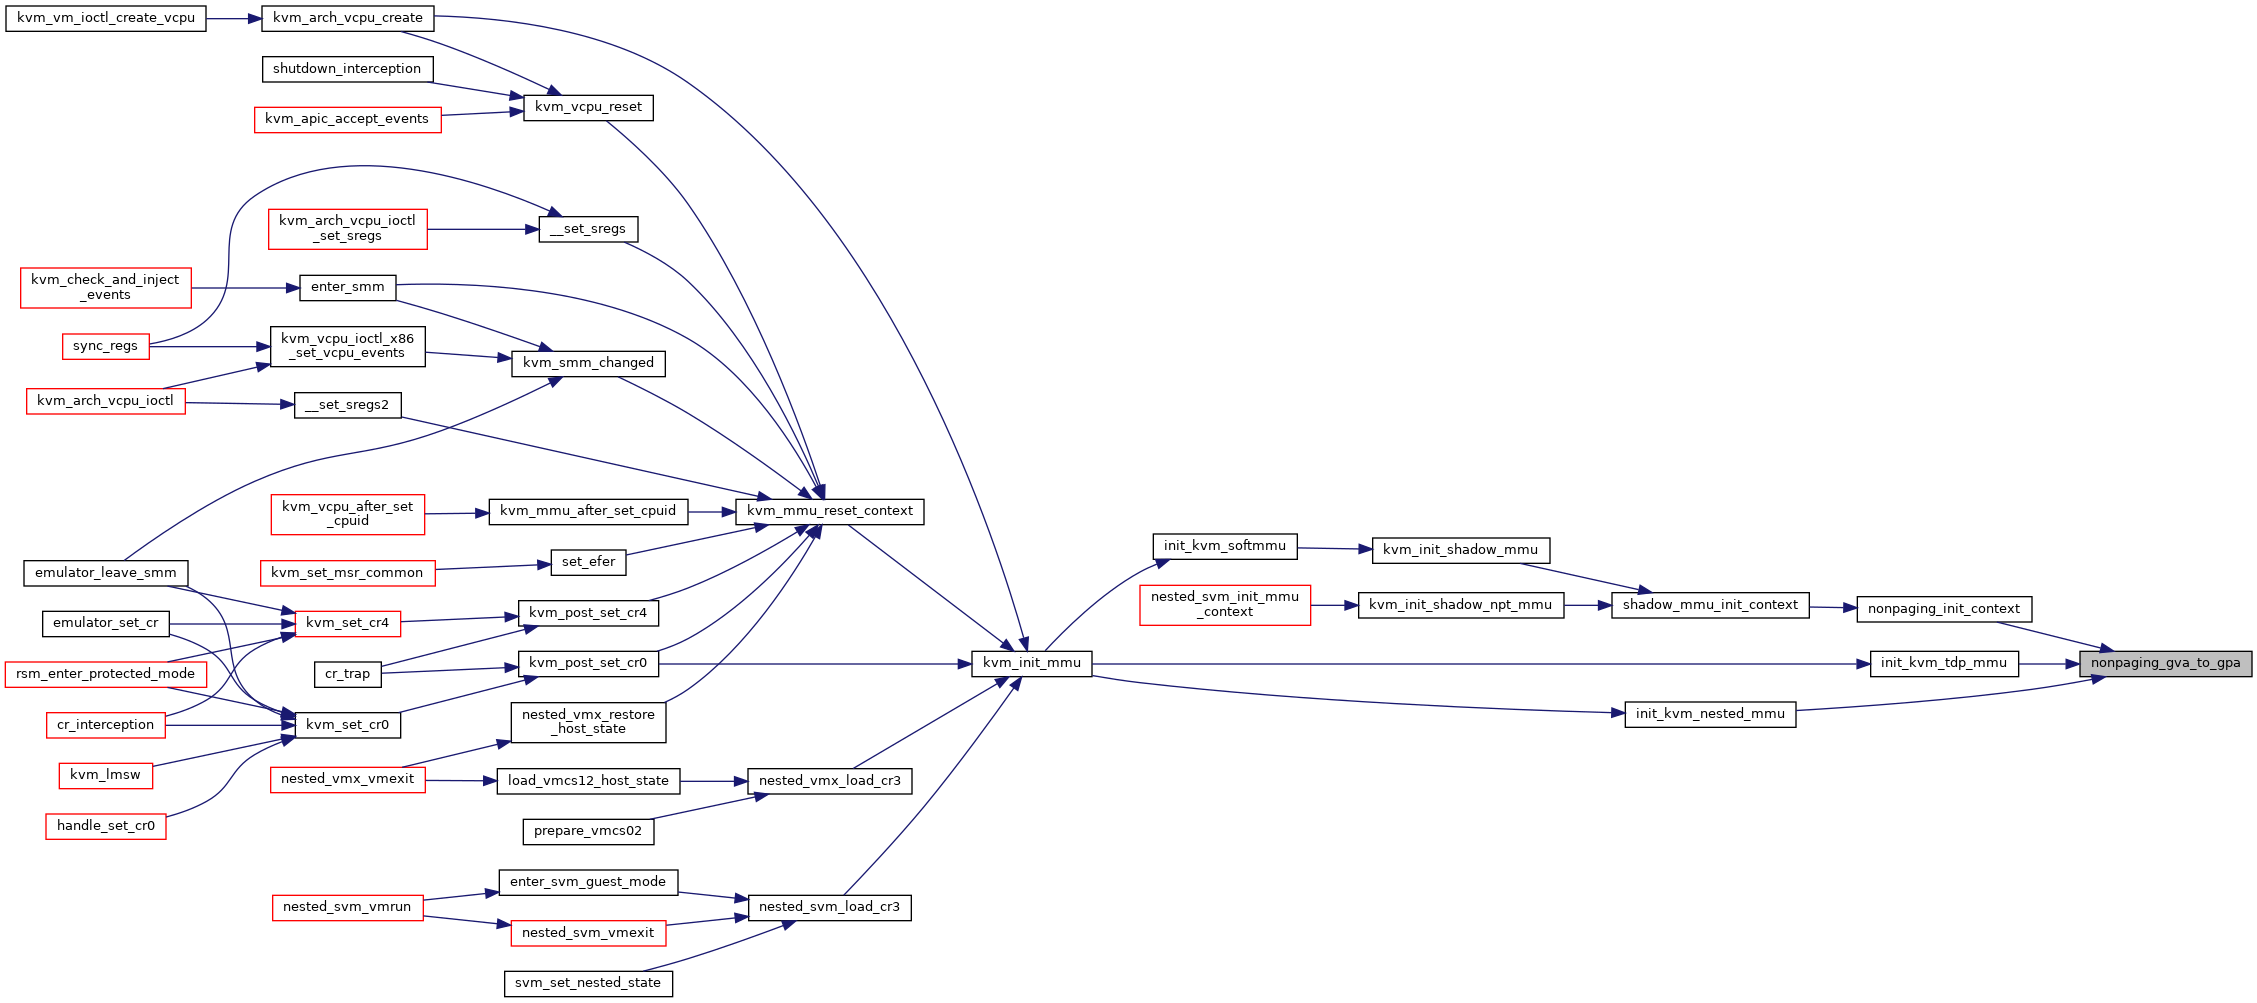 kvm_vm_ioctl_create_vcpu
kvm_arch_vcpu_create
shutdown_interception
kvm_vcpu_reset
kvm_apic_accept_events
kvm_arch_vcpu_ioctl
_set_sregs
__set_sregs
kvm_check_and_inject
_events
enter_smm
sync_regs
kvm_vcpu_ioctl_x86
_set_vcpu_events
kvm_smm_changed
kvm_arch_vcpu_ioctl
__set_sregs2
kvm_vcpu_after_set
_cpuid
kvm_mmu_after_set_cpuid
kvm_mmu_reset_context
set_efer
kvm_set_msr_common
emulator_leave_smm
emulator_set_cr
kvm_set_cr4
kvm_post_set_cr4
rsm_enter_protected_mode
cr_trap
kvm_post_set_cr0
cr_interception
kvm_set_cr0
nested_vmx_restore
_host_state
kvm_lmsw
nested_vmx_vmexit
load_vmcs12_host_state
nested_vmx_load_cr3
handle_set_cr0
prepare_vmcs02
enter_svm_guest_mode
nested_svm_vmrun
nested_svm_load_cr3
nested_svm_vmexit
svm_set_nested_state
init_kvm_softmmu
kvm_init_shadow_mmu
nested_svm_init_mmu
_context
kvm_init_shadow_npt_mmu
shadow_mmu_init_context
nonpaging_init_context
kvm_init_mmu
init_kvm_tdp_mmu
nonpaging_gva_to_gpa
init_kvm_nested_mmu